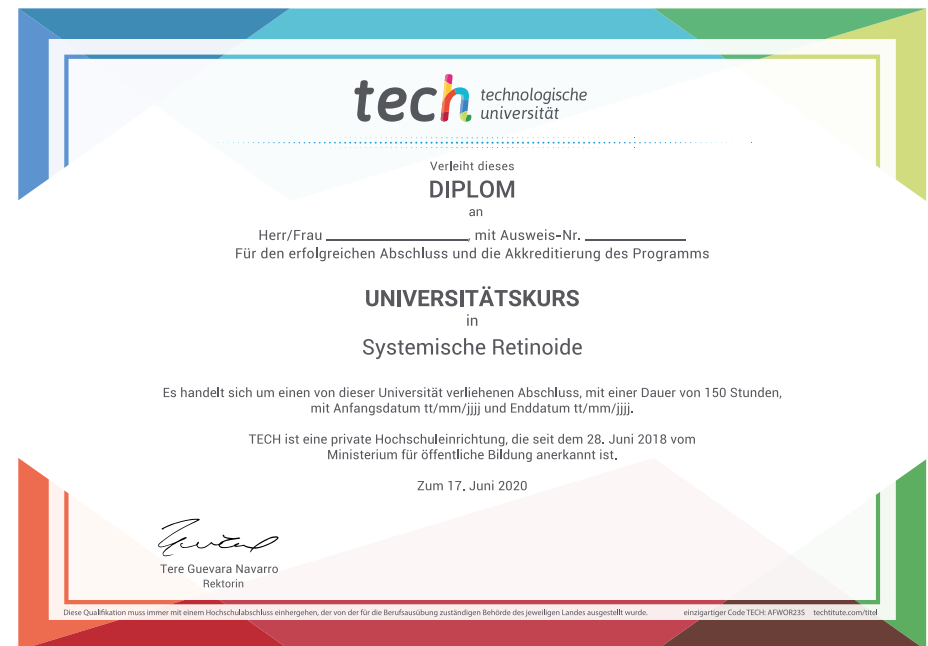 tech technologische
universität
Verleiht dieses
DIPLOM
an
Herr/Frau ________________, mit Ausweis-Nr. ____________
Für den erfolgreichen Abschluss und die Akkreditierung des Programms
UNIVERSITÄTSKURS
in
Systemische Retinoide
Es handelt sich um einen von dieser Universität verliehenen Abschluss, mit einer Dauer von 150 Stunden,
mit Anfangsdatum tt/mm/jjjj und Enddatum tt/mm/jjjj.
TECH ist eine private Hochschuleinrichtung, die seit dem 28. Juni 2018 vom
Ministerium für öffentliche Bildung anerkannt ist.
Zum 17. Juni 2020
Tere Guevara Navarro
Rektorin
Diese Qualifikation muss immer mit einem Hochschulabschluss einhergehen, der von der für die Berufsausübung zuständigen Behörde des jeweiligen Landes ausgestellt wurde. einzigartiger Code TECH: AFWOR23S techtitute.com/titel